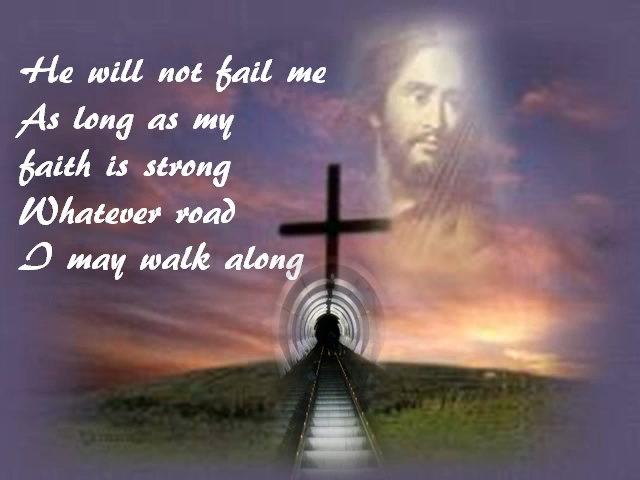 He will not fail me
As long as my
faith is strong
Whatever road
I may walk along